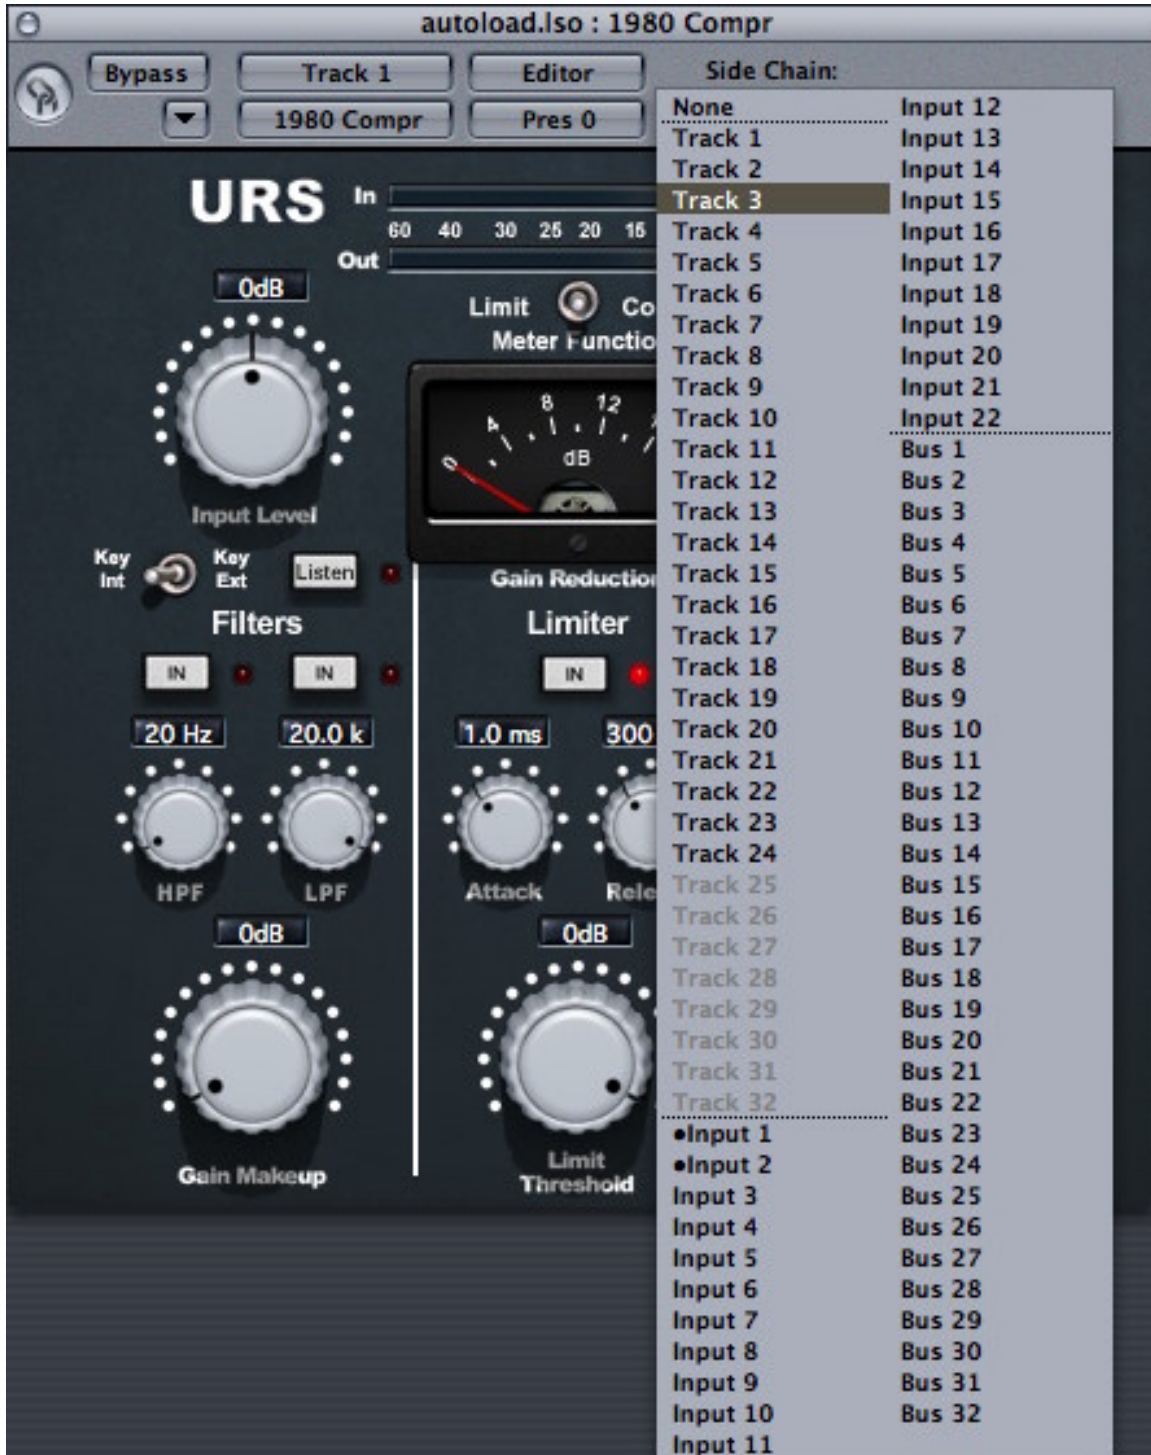 autoload.lso : 1980 Compr
Bypass
Track 1
Editor
Side Chain:
1980 Compr
Pres 0
URS
In
60 40 30 25 20 15
Out
0dB
Limit
Meter
0 4 8 12
dB
Input Level
Key Int
Key Ext
Listen
Gain
Filters
Limiter
IN
IN
IN
20 Hz
20.0 k
1.0 ms
300
HPF
LPF
Attack
0dB
0dB
Gain Makeup
Limit
Threshold
None
Track 1
Track 2
Track 3
Track 4
Track 5
Track 6
Track 7
Track 8
Track 9
Track 10
Track 11
Track 12
Track 13
Track 14
Track 15
Track 16
Track 17
Track 18
Track 19
Track 20
Track 21
Track 22
Track 23
Track 24
Track 25
Track 26
Track 27
Track 28
Track 29
Track 30
Track 31
Track 32
•Input 1
•Input 2
Input 3
Input 4
Input 5
Input 6
Input 7
Input 8
Input 9
Input 10
Input 11
Input 12
Input 13
Input 14
Input 15
Input 16
Input 17
Input 18
Input 19
Input 20
Input 21
Input 22
Bus 1
Bus 2
Bus 3
Bus 4
Bus 5
Bus 6
Bus 7
Bus 8
Bus 9
Bus 10
Bus 11
Bus 12
Bus 13
Bus 14
Bus 15
Bus 16
Bus 17
Bus 18
Bus 19
Bus 20
Bus 21
Bus 22
Bus 23
Bus 24
Bus 25
Bus 26
Bus 27
Bus 28
Bus 29
Bus 30
Bus 31
Bus 32